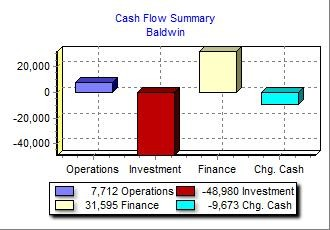 Cash Flow Summary
Baldwin
20,000
0
-20,000
-40,000
Operations Investment Finance Chg. Cash
7,712 Operations -48,980 Investment
31,595 Finance -9,673 Chg. Cash